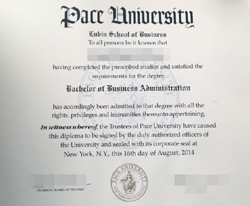 Pace University
Lubin School of Business
To all persons be it known that
having completed the prescribed studies and satisfied the
requirements for the degree
Bachelor of Business Administration
has accordingly been admitted to that degree with all the
rights, privileges and immunities thereunto appertaining.
In witness whereof, the Trustees of Pace University have caused
this diploma to be signed by the duly authorized officers of
the University and sealed with its corporate seal at
New York, N.Y., this 16th day of August, 2014